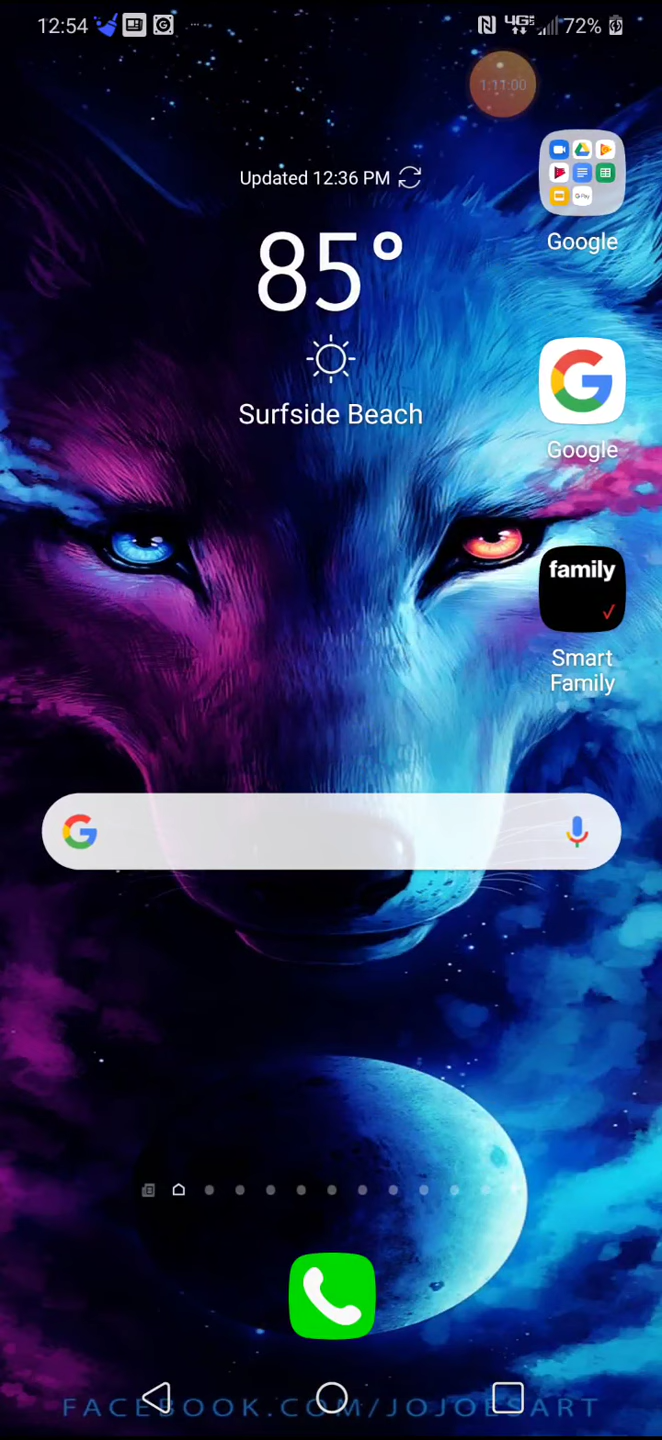 12:54
4G
72%
1:11:00
Updated 12:36 PM
85°
Surfside Beach
Google
Google
family
Smart
Family
FACEBOOK.COM/JOJOESART